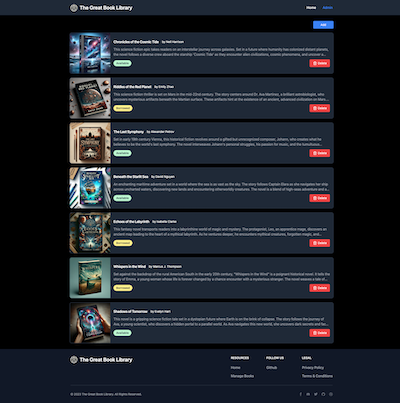 The Great Book Library
Home Admin
Add
Chronicles of the Cosmic Tide by Neil Harrison
This science fiction epic takes readers on an interstellar journey across galaxies. Set in a future where humanity has colonized distant planets,
the novel follows a diverse crew aboard the starship "Cosmic Tide" as they encounter alien civilizations, cosmic phenomena, and uncover a
Available
Delete
Riddles of the Red Planet by Emily Zhao
This science fiction thriller is set on Mars in the mid-22nd century. The story centers around Dr. Ava Martinez, a brilliant astrobiologist, who
uncovers mysterious artifacts beneath the Martian surface. These artifacts hint at the existence of an ancient, advanced civilization on Mars
Borrowed
Delete
The Lost Symphony by Alexander Petrov
Set in early 19th century Vienna, this historical fiction revolves around a gifted but unrecognized composer, Johann, who creates what he
believes to be the world's last symphony. The novel interweaves Johann's personal struggles, his passion for music, and the tumultuous
Available
Delete
Beneath the Starlit Sea by David Nguyen
An enchanting maritime adventure set in a world where the sea is as vast as the sky. The story follows Captain Elara as she navigates her ship
across uncharted waters, discovering new lands and encountering otherworldly creatures. The novel is a blend of high-seas adventure and a
Available
Delete
Echoes of the Labyrinth by Isabella Clarke
This fantasy novel transports readers into a labyrinthine world of magic and mystery. The protagonist, Leo, an apprentice mage, discovers an
ancient map leading to the heart of a mythical labyrinth. As he ventures deeper, he encounters mythical creatures, forgotten magic, and
Borrowed
Delete
Whispers in the Wind by Marcus J. Thompson
Set against the backdrop of the rural American South in the early 20th century, "Whispers in the Wind" is a poignant historical novel. It tells the
story of Emma, a young woman whose life is forever changed by a chance encounter with a mysterious stranger. The novel weaves a tale of
Borrowed
Delete
Shadows of Tomorrow by Evelyn Hart
This novel is a gripping science fiction tale set in a dystopian future where Earth is on the brink of collapse. The story follows the journey of
Ava, a young scientist, who discovers a hidden portal to a parallel world. As Ava navigates this new world, she uncovers dark secrets and
Available
Delete
The Great Book Library
RESOURCES FOLLOW US LEGAL
Home Github Privacy Policy
Manage Books Terms & Conditions
© 2023 The Great Book Library. All Rights Reserved.